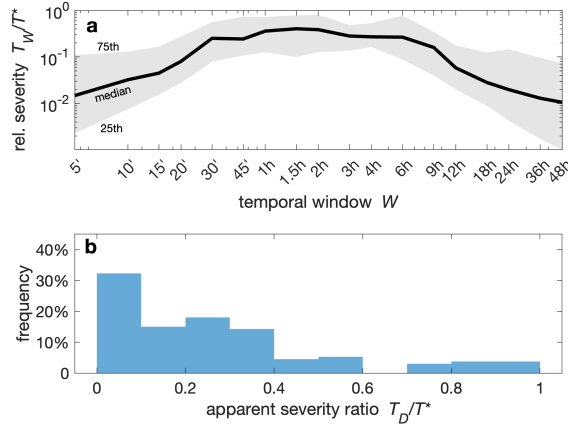 a
rel. severity T_W/T*
10^0
10^-1
10^-2
75th
median
25th
5' 10' 15' 20' 30' 45' 1h 1.5h 2h 3h 4h 6h 9h 12h 18h 24h 36h 48h
temporal window W
b
frequency
40%
30%
20%
10%
0
0 0.2 0.4 0.6 0.8 1
apparent severity ratio T_D/T*